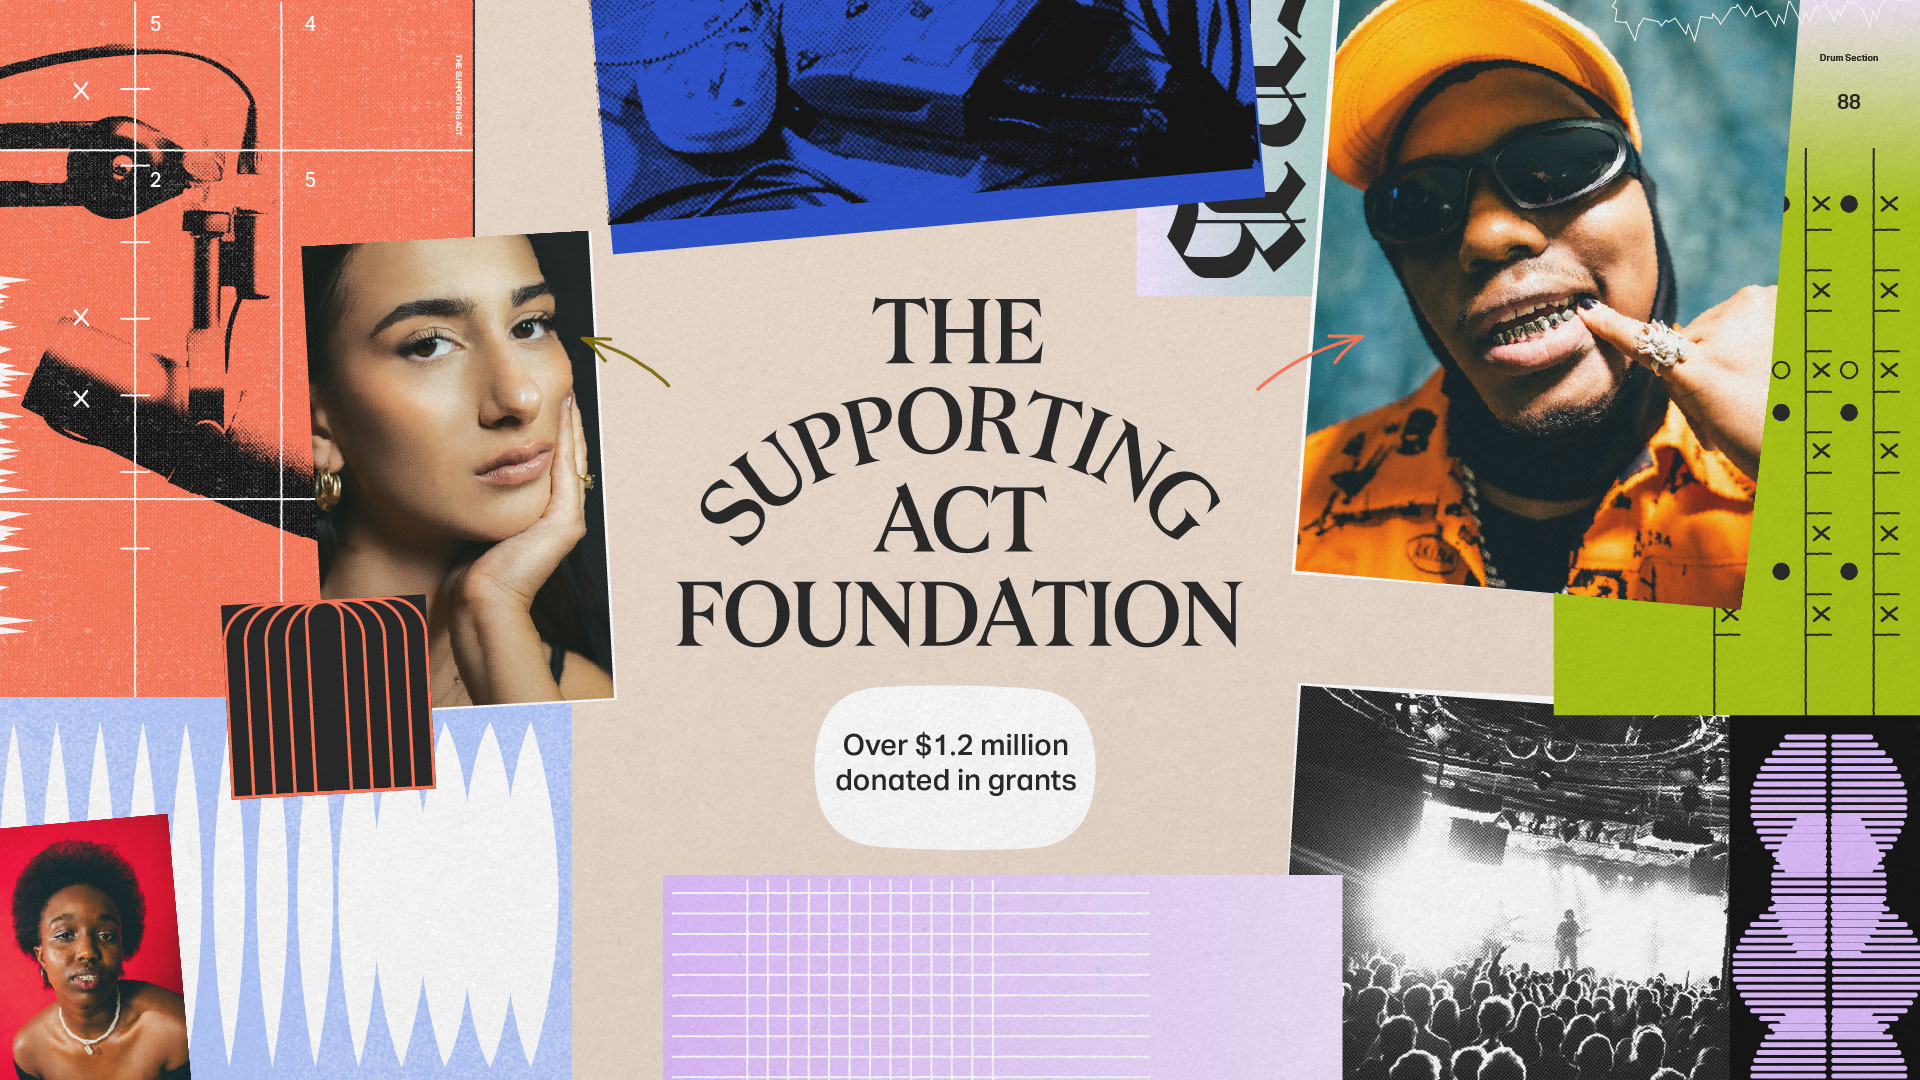 5
4
THE SUPPORTING ACT
2
5
Drum Section
88
THE
SUPPORTING
ACT
FOUNDATION
Over $1.2 million
donated in grants